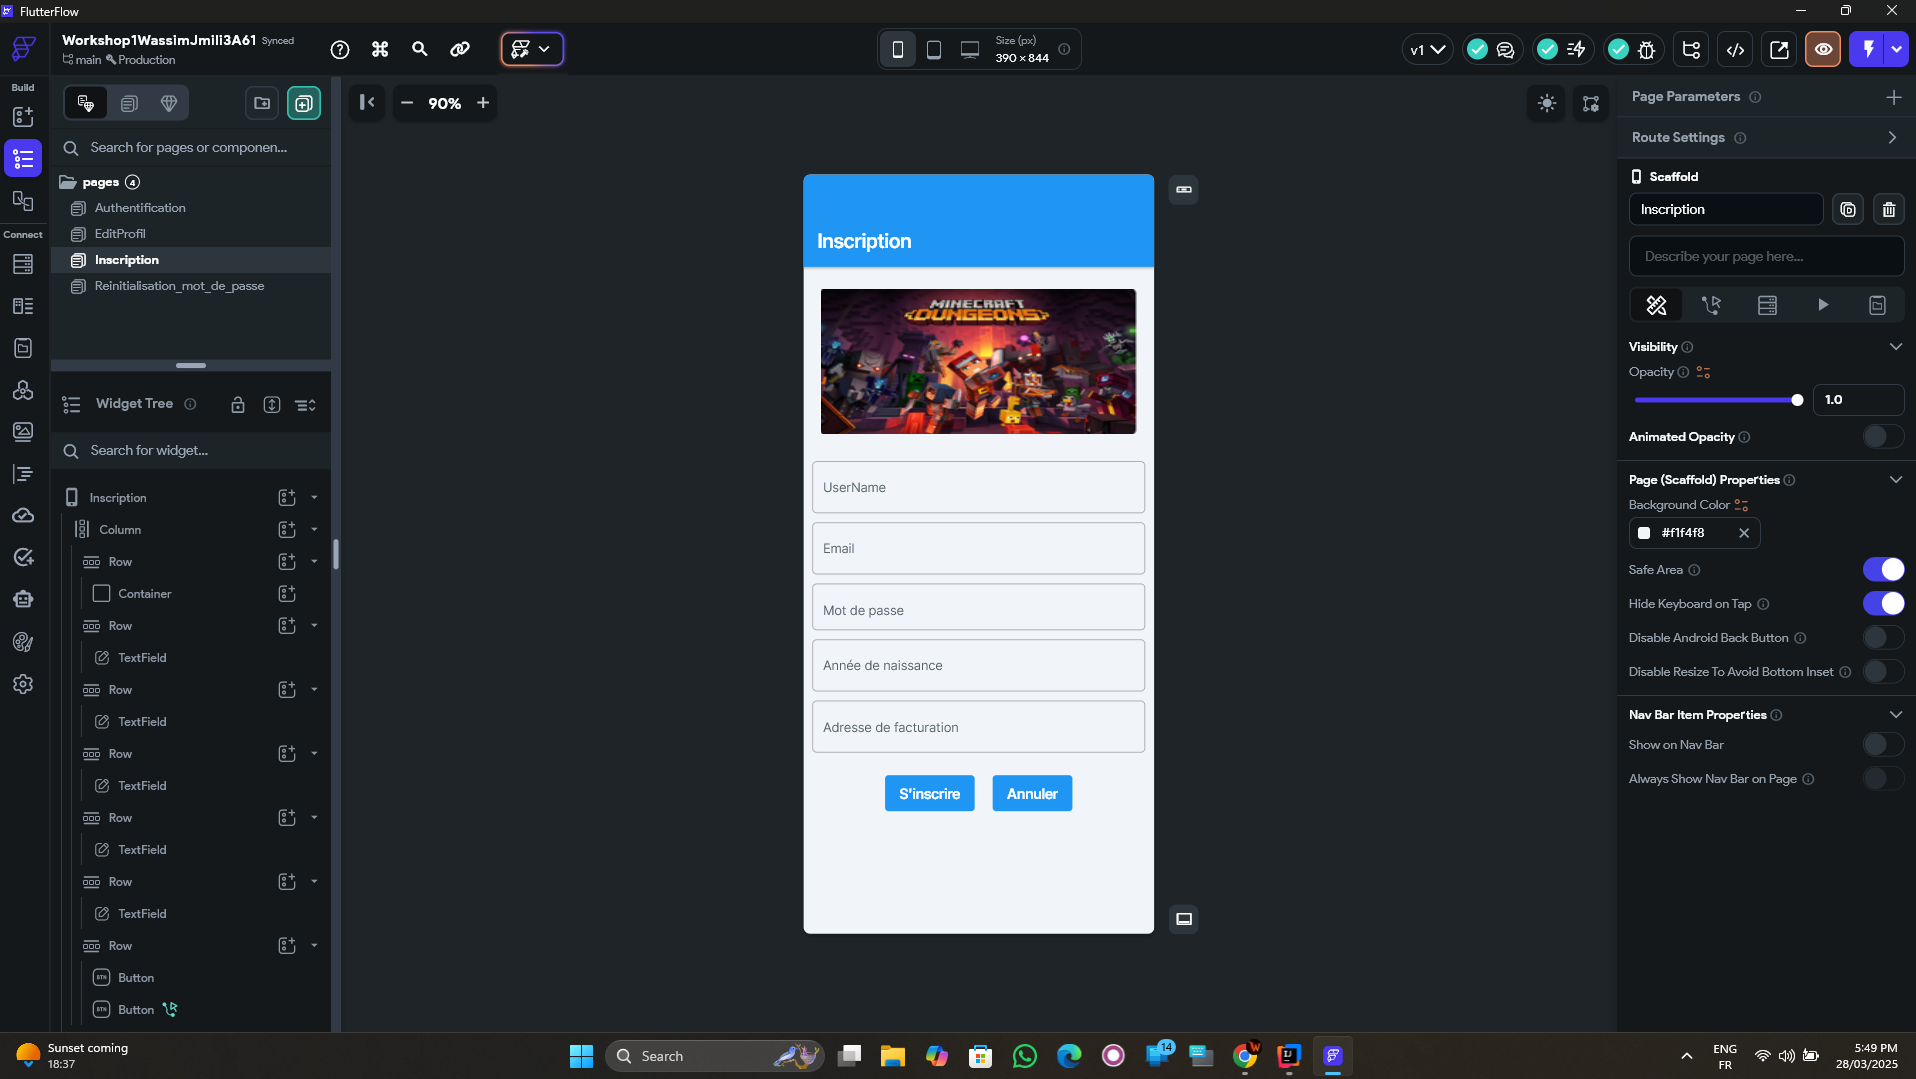 FlutterFlow
Workshop1WassimJmili3A61 Synced
main Production
Size (px)
390 × 844
v1
Build
Connect
90%
Search for pages or componen...
pages 4
Authentification
EditProfil
Inscription
Reinitialisation_mot_de_passe
Widget Tree
Search for widget...
Inscription
Column
Row
Container
Row
TextField
Row
TextField
Row
TextField
Row
TextField
Row
TextField
Row
BTN Button
BTN Button
Inscription
MINECRAFT
DUNGEONS
UserName
Email
Mot de passe
Année de naissance
Adresse de facturation
S'inscrire
Annuler
Page Parameters
Route Settings
Scaffold
Inscription
Describe your page here...
Visibility
Opacity
1.0
Animated Opacity
Page (Scaffold) Properties
Background Color
#f1f4f8
Safe Area
Hide Keyboard on Tap
Disable Android Back Button
Disable Resize To Avoid Bottom Inset
Nav Bar Item Properties
Show on Nav Bar
Always Show Nav Bar on Page
Sunset coming
18:37
Search
14
W
ENG
FR
5:49 PM
28/03/2025